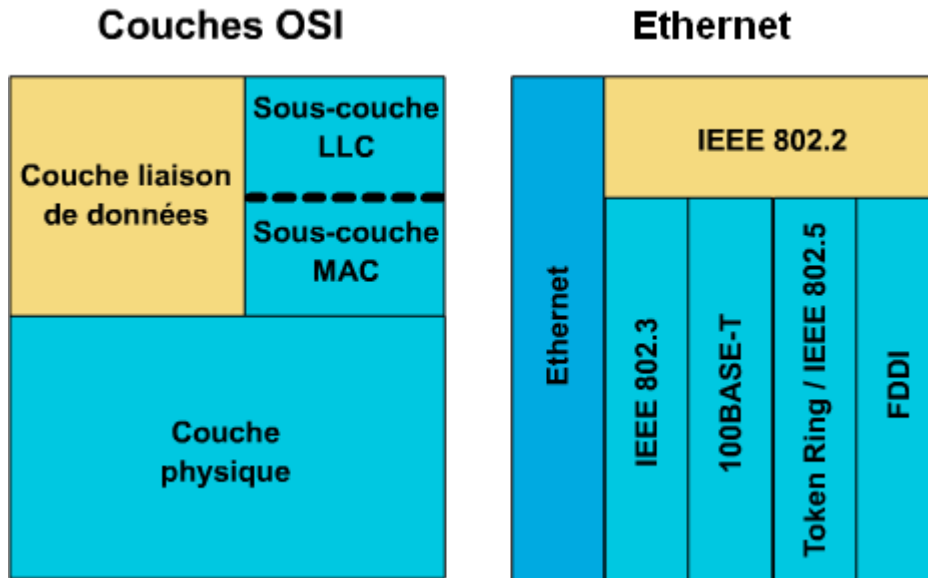 Couches OSI
Ethernet
Couche liaison
de données
Sous-couche
LLC
Sous-couche
MAC
Couche
physique
Ethernet
IEEE 802.2
IEEE 802.3
100BASE-T
Token Ring / IEEE 802.5
FDDI